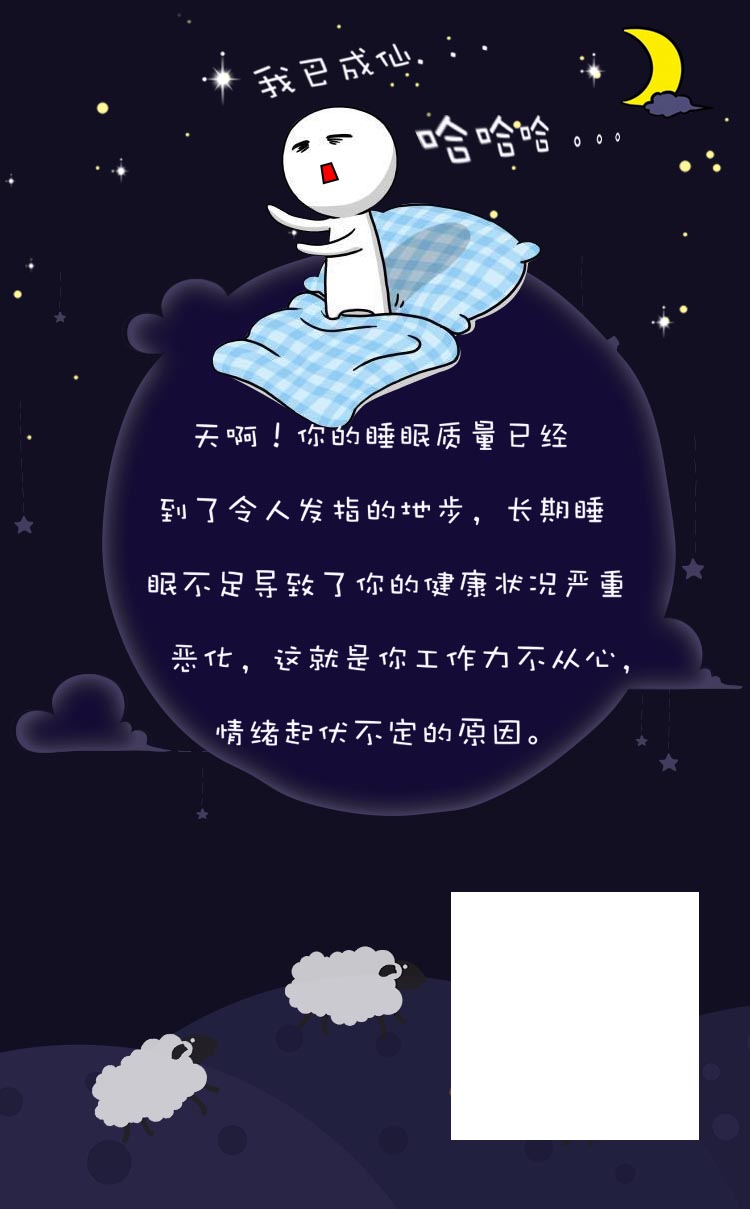 我已成仙. . .
哈哈哈 ...
天啊！你的睡眠质量已经
到了令人发指的地步，长期睡
眠不足导致了你的健康状况严重
恶化，这就是你工作力不从心，
情绪起伏不定的原因。